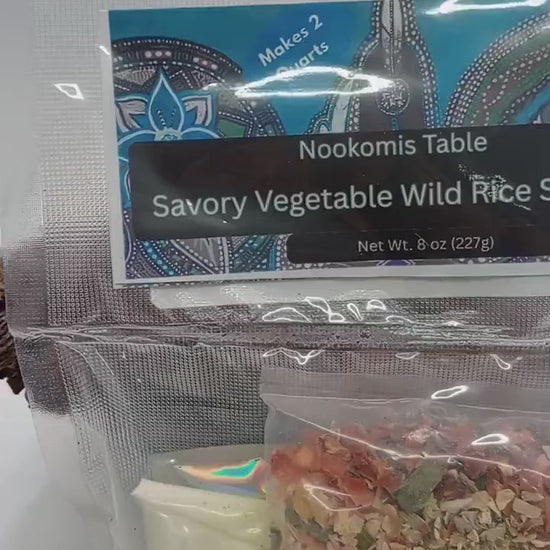 Makes 2
Quarts
Nookomis Table
Savory Vegetable Wild Rice S
Net Wt. 8 oz (227g)